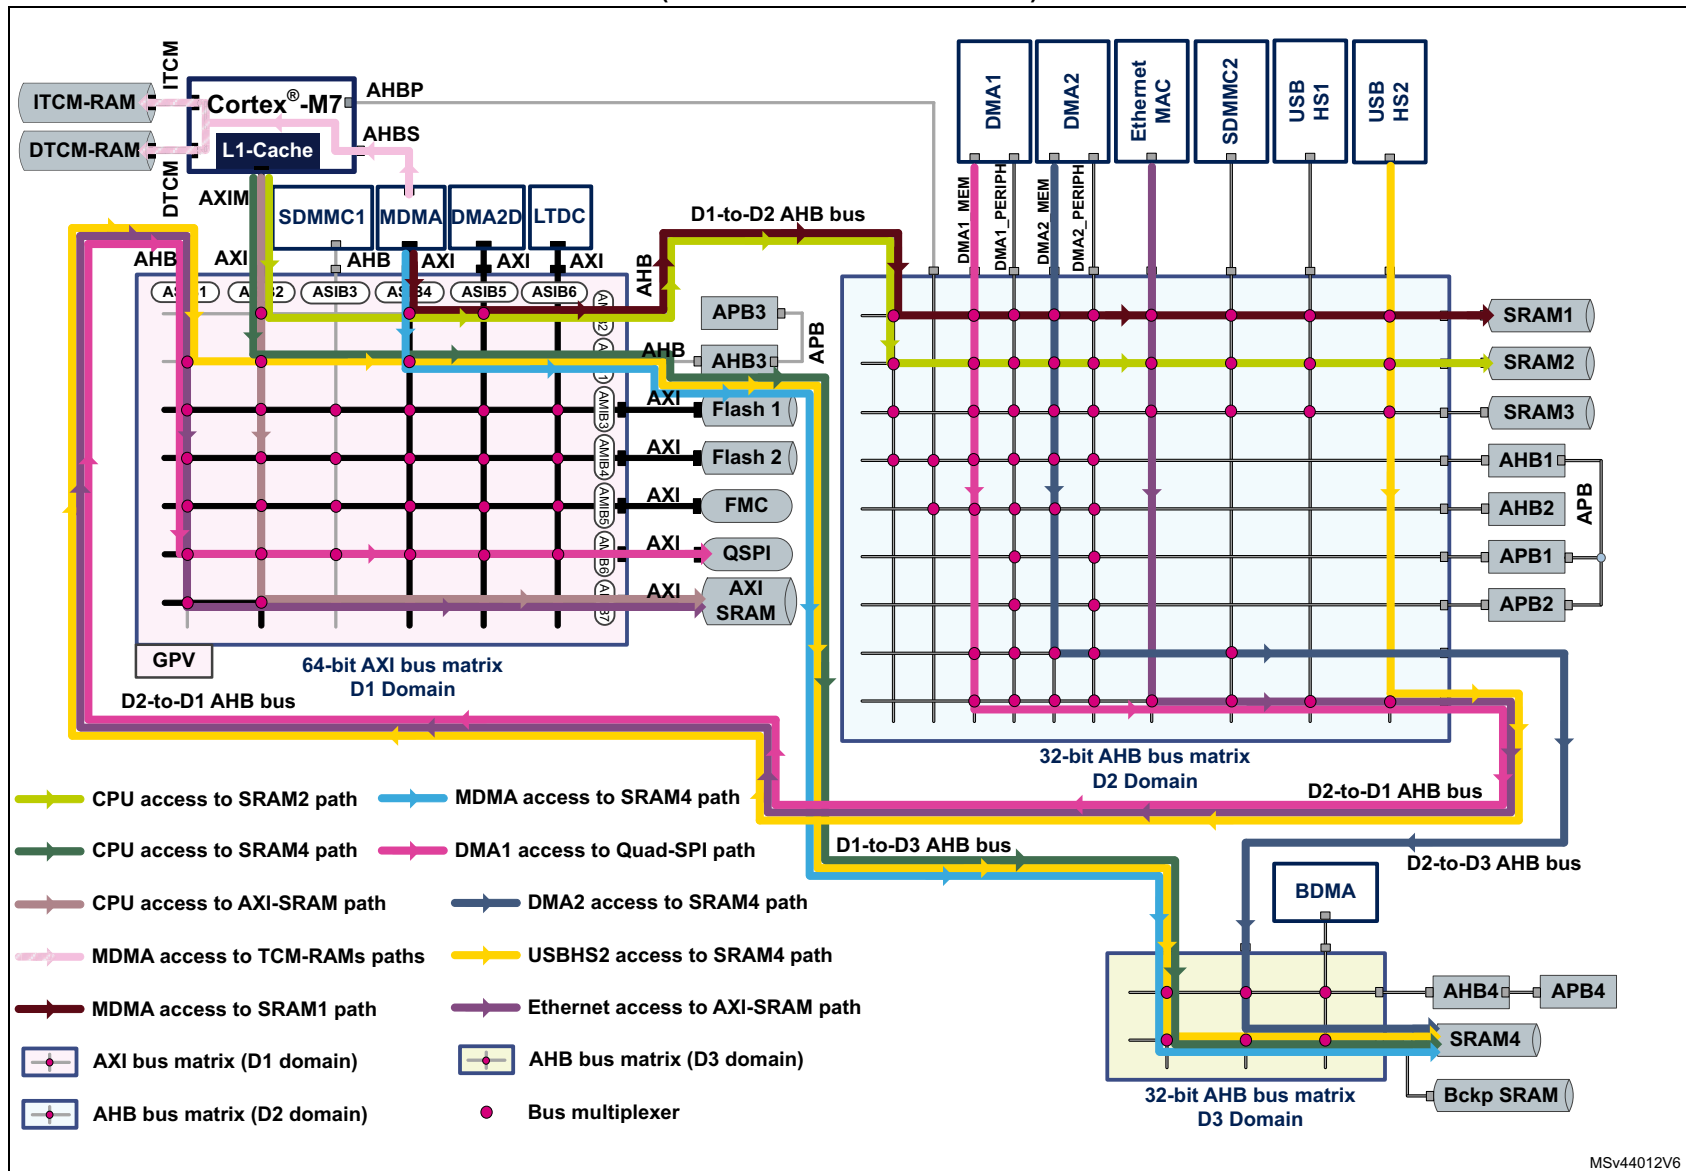 ITCM
ITCM-RAM
DTCM-RAM
DTCM
Cortex®-M7
L1-Cache
AHBP
AHBS
AXIM
SDMMC1
MDMA
DMA2D
LTDC
AHB
AXI
AHB
AXI
AXI
AXI
AHB
D1-to-D2 AHB bus
ASIB3
ASIB5
ASIB6
AMIB3
AMIB4
AMIB5
APB3
AHB
AHB3
APB
AXI
Flash 1
AXI
Flash 2
AXI
FMC
AXI
QSPI
AXI
AXI
SRAM
GPV
64-bit AXI bus matrix
D1 Domain
D2-to-D1 AHB bus
DMA1
DMA2
Ethernet
MAC
SDMMC2
USB
HS1
USB
HS2
DMA1_MEM
DMA1_PERIPH
DMA2_MEM
DMA2_PERIPH
SRAM1
SRAM2
SRAM3
AHB1
AHB2
APB
APB1
APB2
32-bit AHB bus matrix
D2 Domain
D2-to-D1 AHB bus
D1-to-D3 AHB bus
D2-to-D3 AHB bus
BDMA
AHB4
APB4
SRAM4
Bckp SRAM
32-bit AHB bus matrix
D3 Domain
CPU access to SRAM2 path
MDMA access to SRAM4 path
CPU access to SRAM4 path
DMA1 access to Quad-SPI path
CPU access to AXI-SRAM path
DMA2 access to SRAM4 path
MDMA access to TCM-RAMs paths
USBHS2 access to SRAM4 path
MDMA access to SRAM1 path
Ethernet access to AXI-SRAM path
AXI bus matrix (D1 domain)
AHB bus matrix (D3 domain)
AHB bus matrix (D2 domain)
Bus multiplexer
MSv44012V6